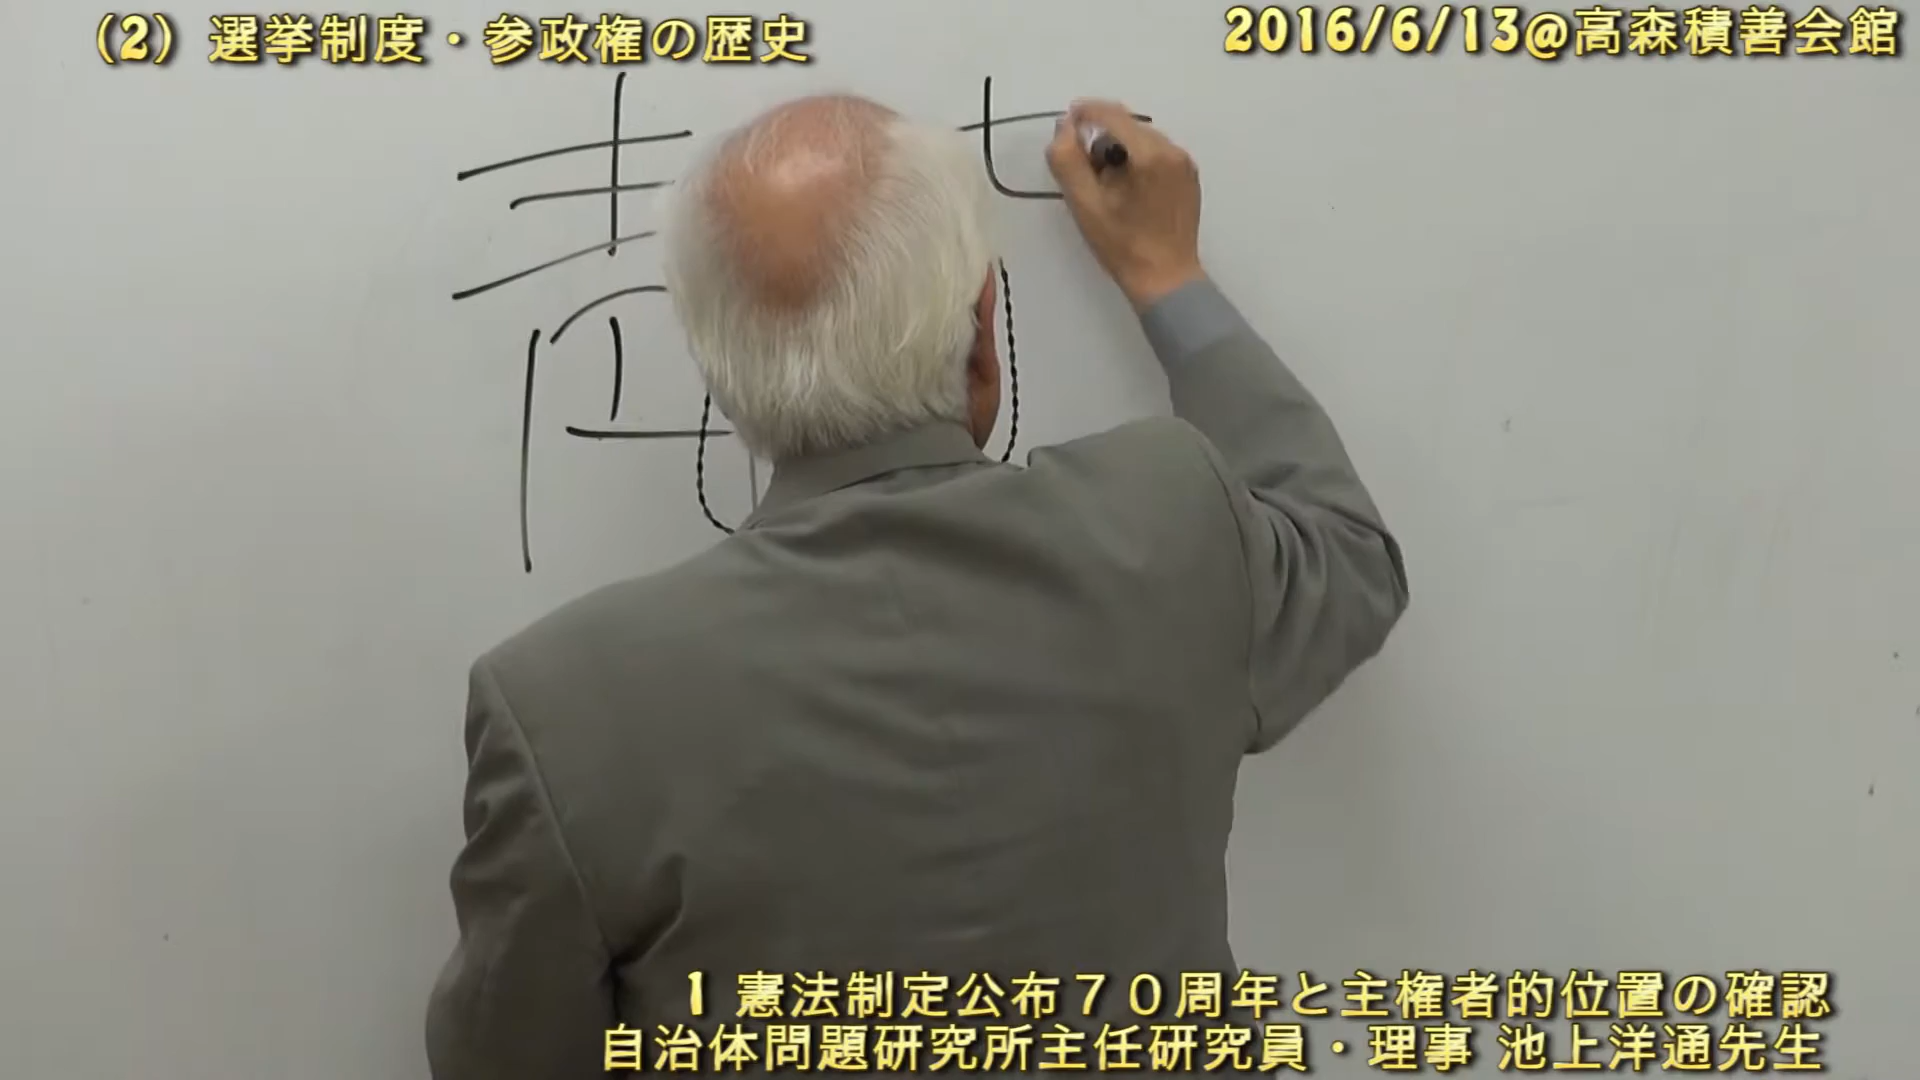 （2）選挙制度・参政権の歴史
2016/6/13@高森積善会館
1 憲法制定公布７０周年と主権者的位置の確認
自治体問題研究所主任研究員・理事 池上洋通先生